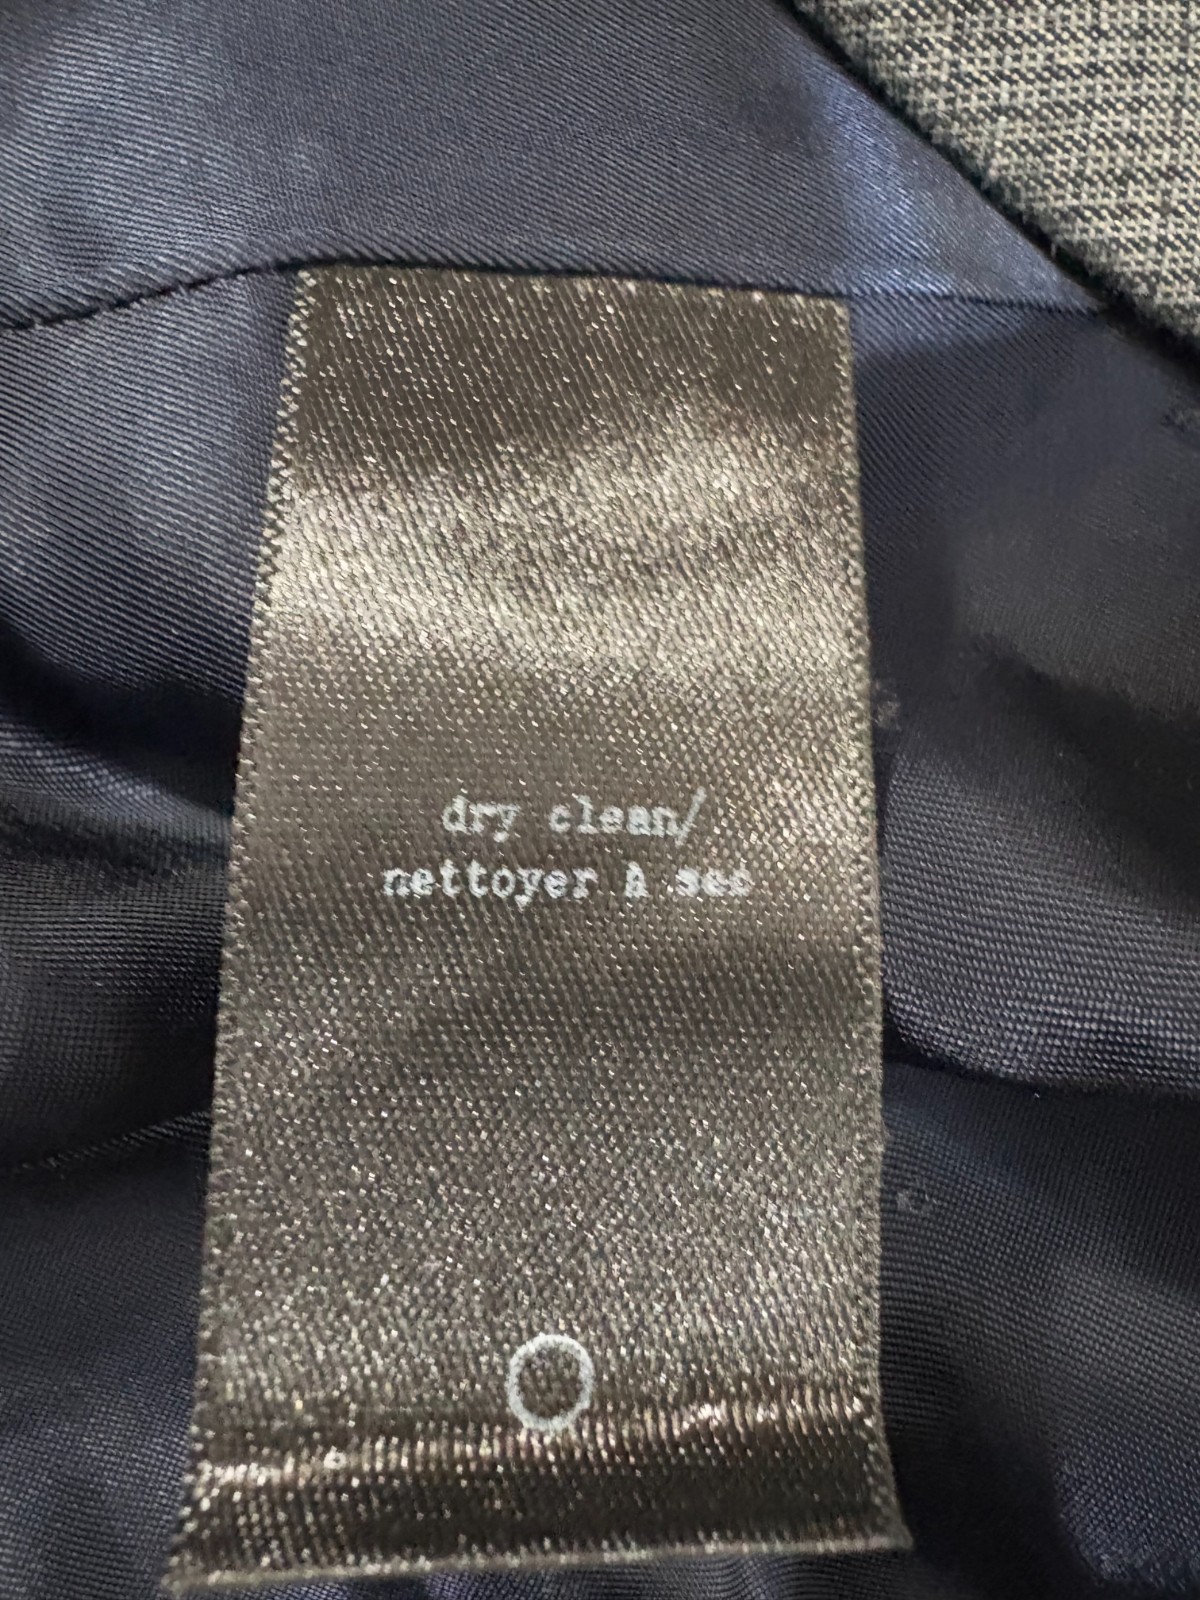 dry clean/
nettoyer à sec